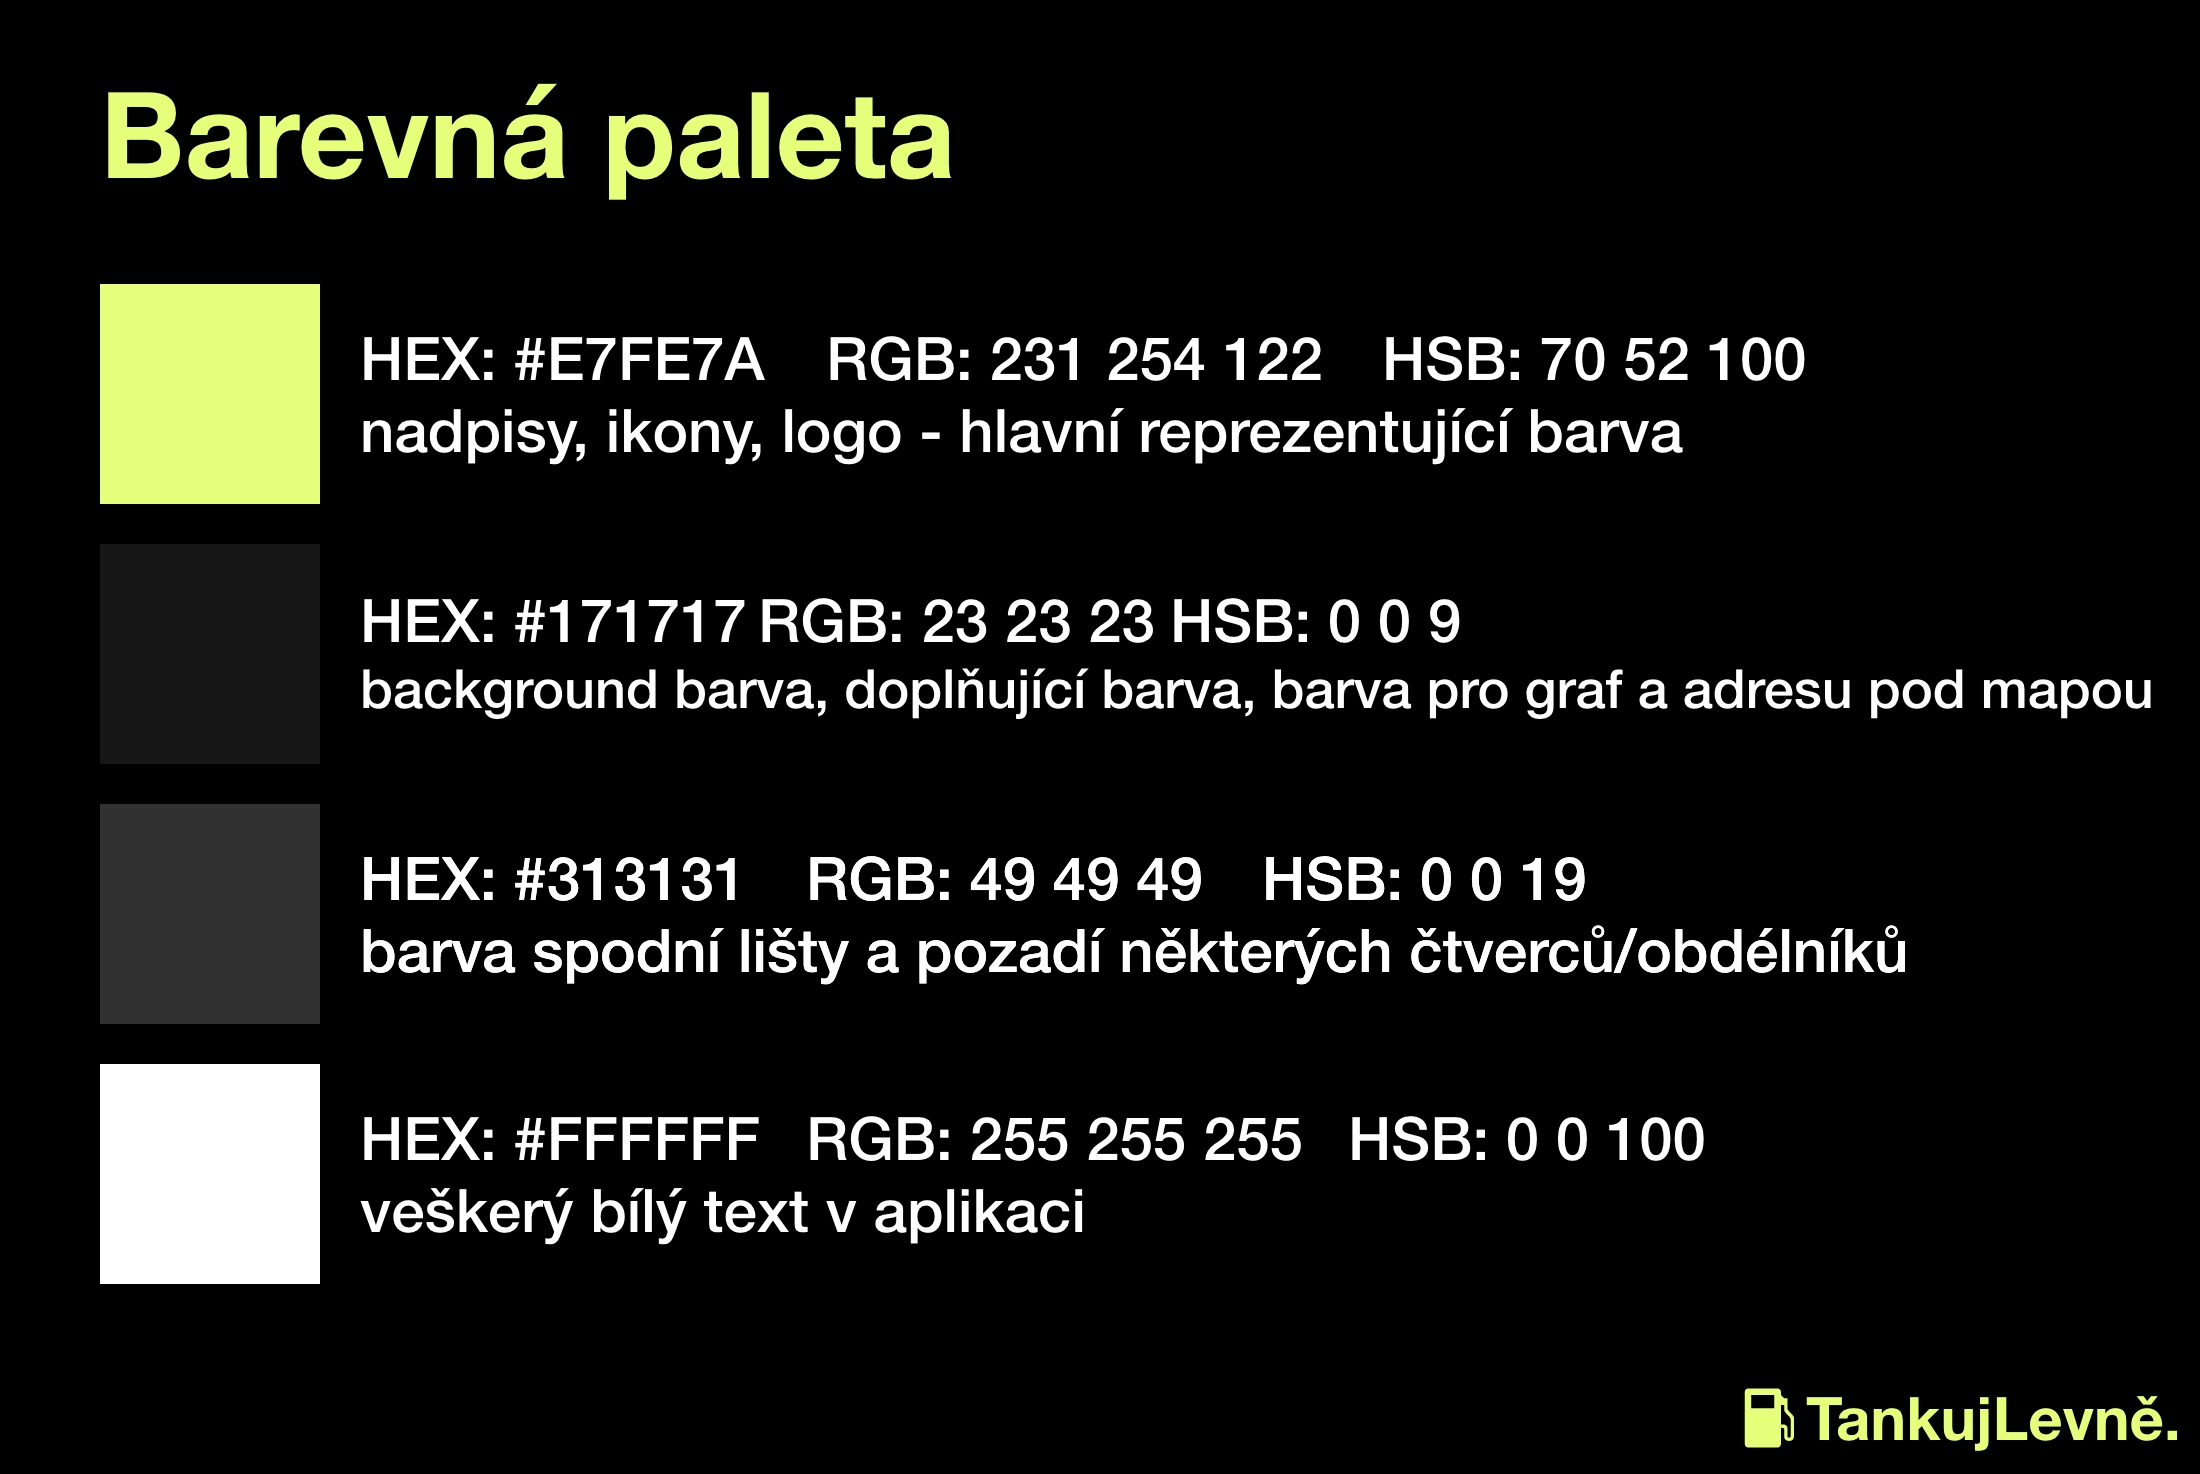 Barevná paleta
HEX: #E7FE7A RGB: 231 254 122 HSB: 70 52 100
nadpisy, ikony, logo - hlavní reprezentující barva
HEX: #171717 RGB: 23 23 23 HSB: 0 0 9
background barva, doplňující barva, barva pro graf a adresu pod mapou
HEX: #313131 RGB: 49 49 49 HSB: 0 0 19
barva spodní lišty a pozadí některých čtverců/obdélníků
HEX: #FFFFFF RGB: 255 255 255 HSB: 0 0 100
veškerý bílý text v aplikaci
TankujLevně.